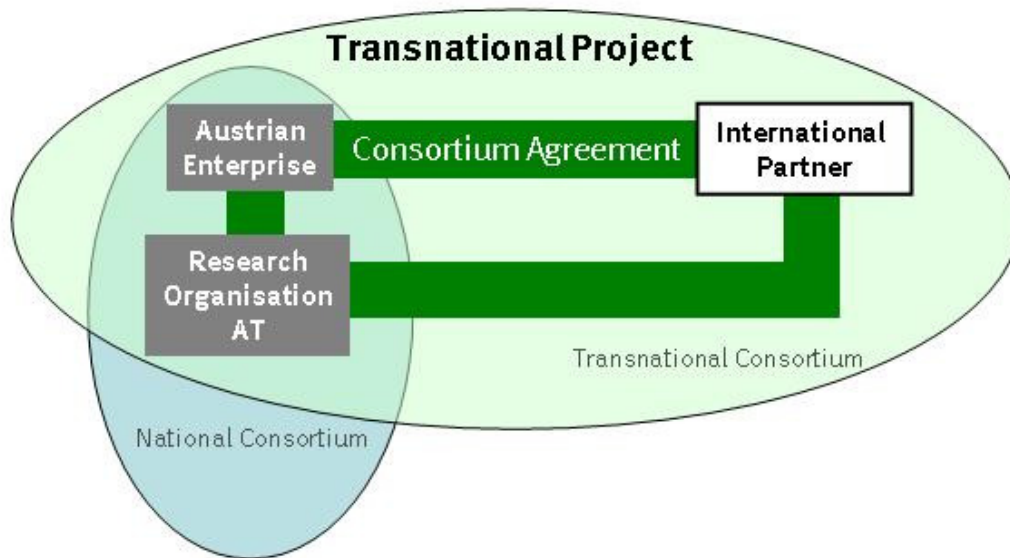 Transnational Project
Austrian
Enterprise
Consortium Agreement
International
Partner
Research
Organisation
AT
Transnational Consortium
National Consortium